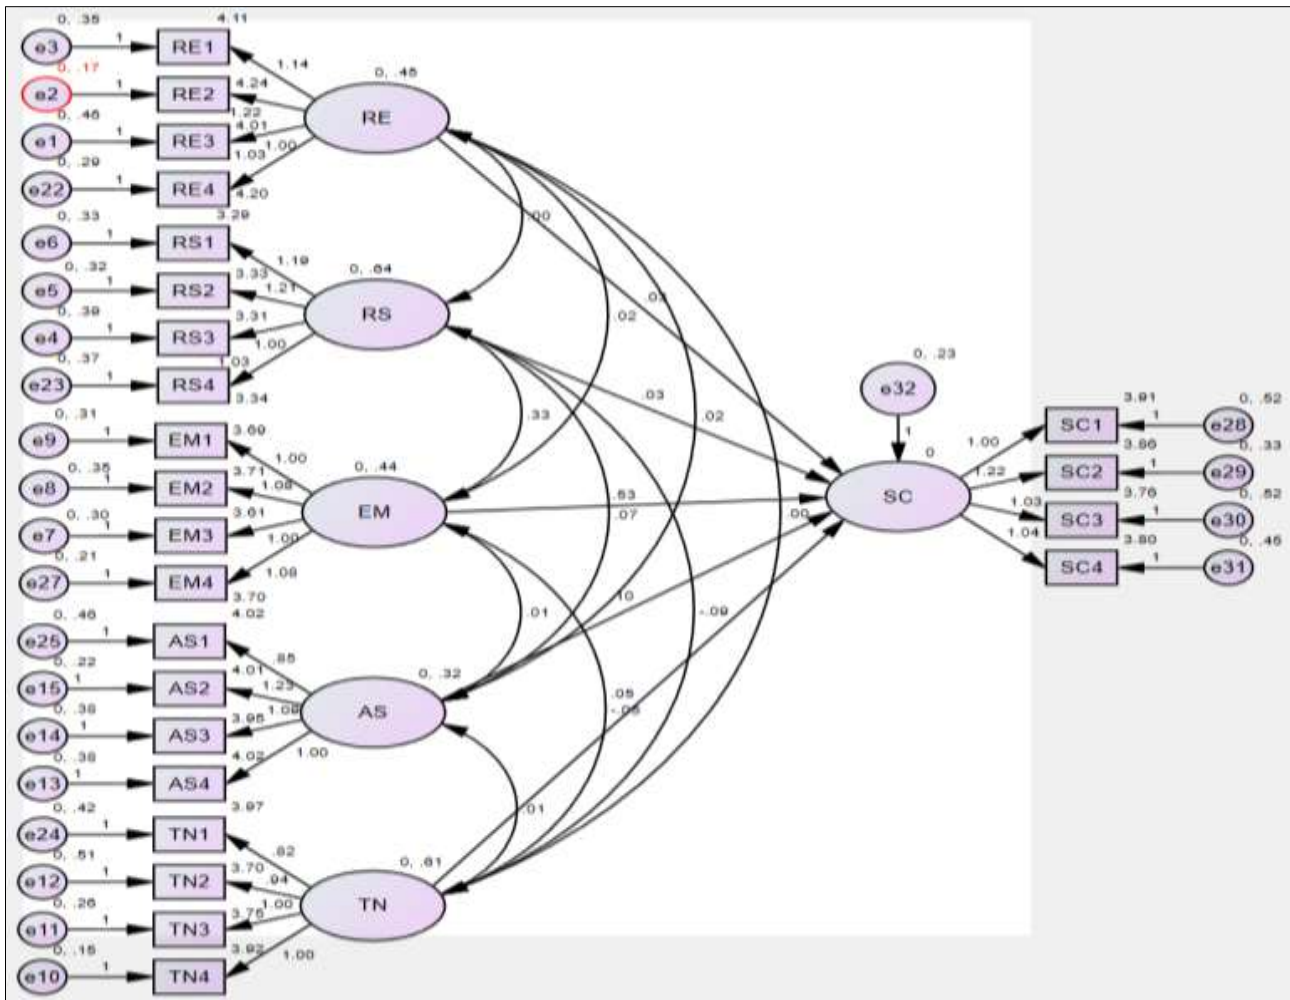 0, .35
4.11
e3
1
RE1
1.14
0, .45
0, .17
4.24
e2
1
RE2
RE
1.22
0, .46
4.01
e1
1
RE3
1.00
1.03
0, .29
e22
1
RE4
4.20
3.29
0, .33
.00
e6
1
RS1
1.19
0, .64
0, .32
3.33
e5
1
RS2
1.21
.03
RS
.02
0, .39
3.31
e4
1
RS3
1.00
0, .23
0, .37
1.03
e23
1
RS4
e32
3.34
.03
3.91
0, .52
0, .31
3.69
.33
.02
1
SC1
1
e28
e9
1
EM1
1.00
1.00
3.86
0, .33
0, .35
3.71
0, .44
0
1.22
SC2
1
e29
e8
1
EM2
1.08
3.76
0, .52
0, .30
3.61
.53
SC
1.03
EM
.07
.00
SC3
1
e30
e7
1
EM3
1.00
1.04
3.80
0, .46
0, .21
1.08
SC4
1
e31
e27
1
EM4
3.70
.10
4.02
.01
-.09
0, .46
e25
1
AS1
.85
0, .22
4.01
0, .32
e15
1
AS2
1.23
.05
1.09
AS
0, .38
3.95
e14
1
AS3
4.02
1.00
0, .38
e13
1
AS4
3.97
.01
0, .42
e24
1
TN1
.82
0, .51
3.70
0, .61
e12
1
TN2
.94
1.00
TN
0, .26
3.75
e11
1
TN3
3.92
1.00
0, .15
e10
1
TN4